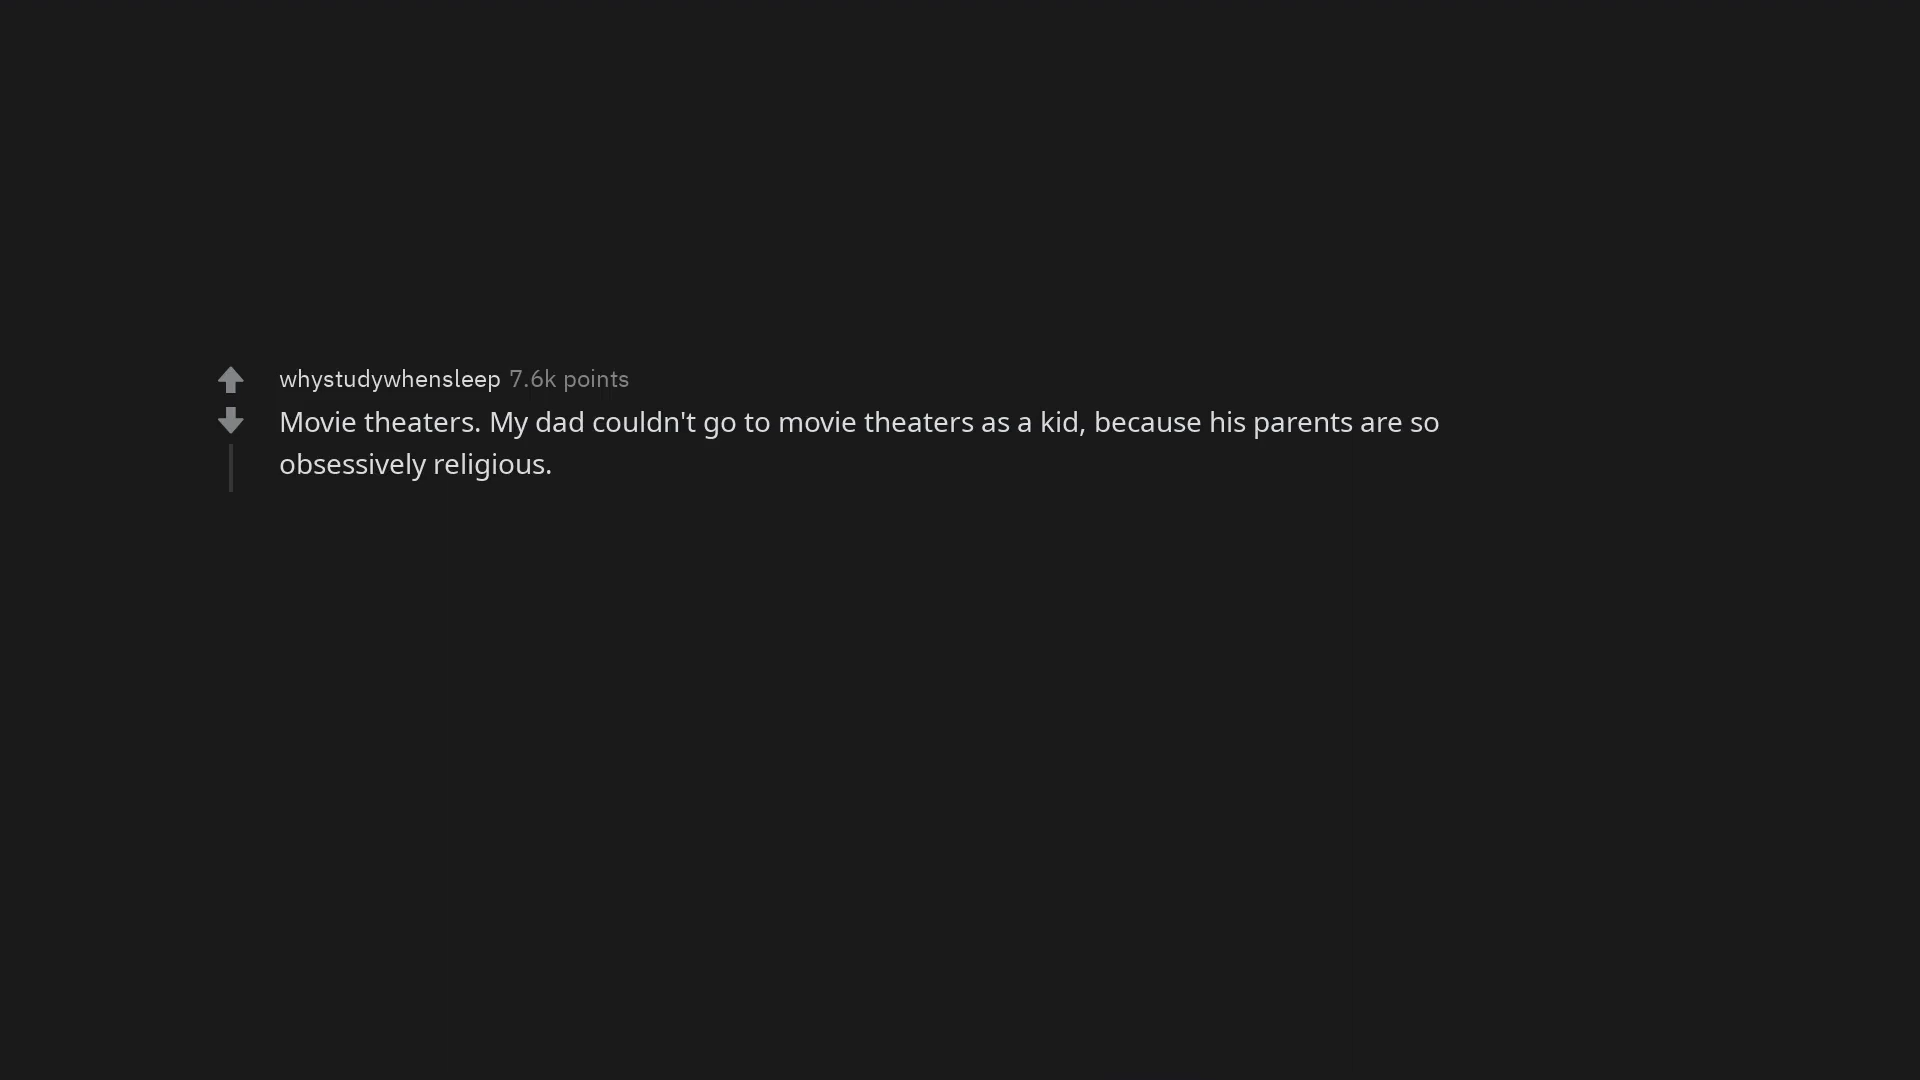 whystudywhensleep 7.6k points
Movie theaters. My dad couldn't go to movie theaters as a kid, because his parents are so
obsessively religious.